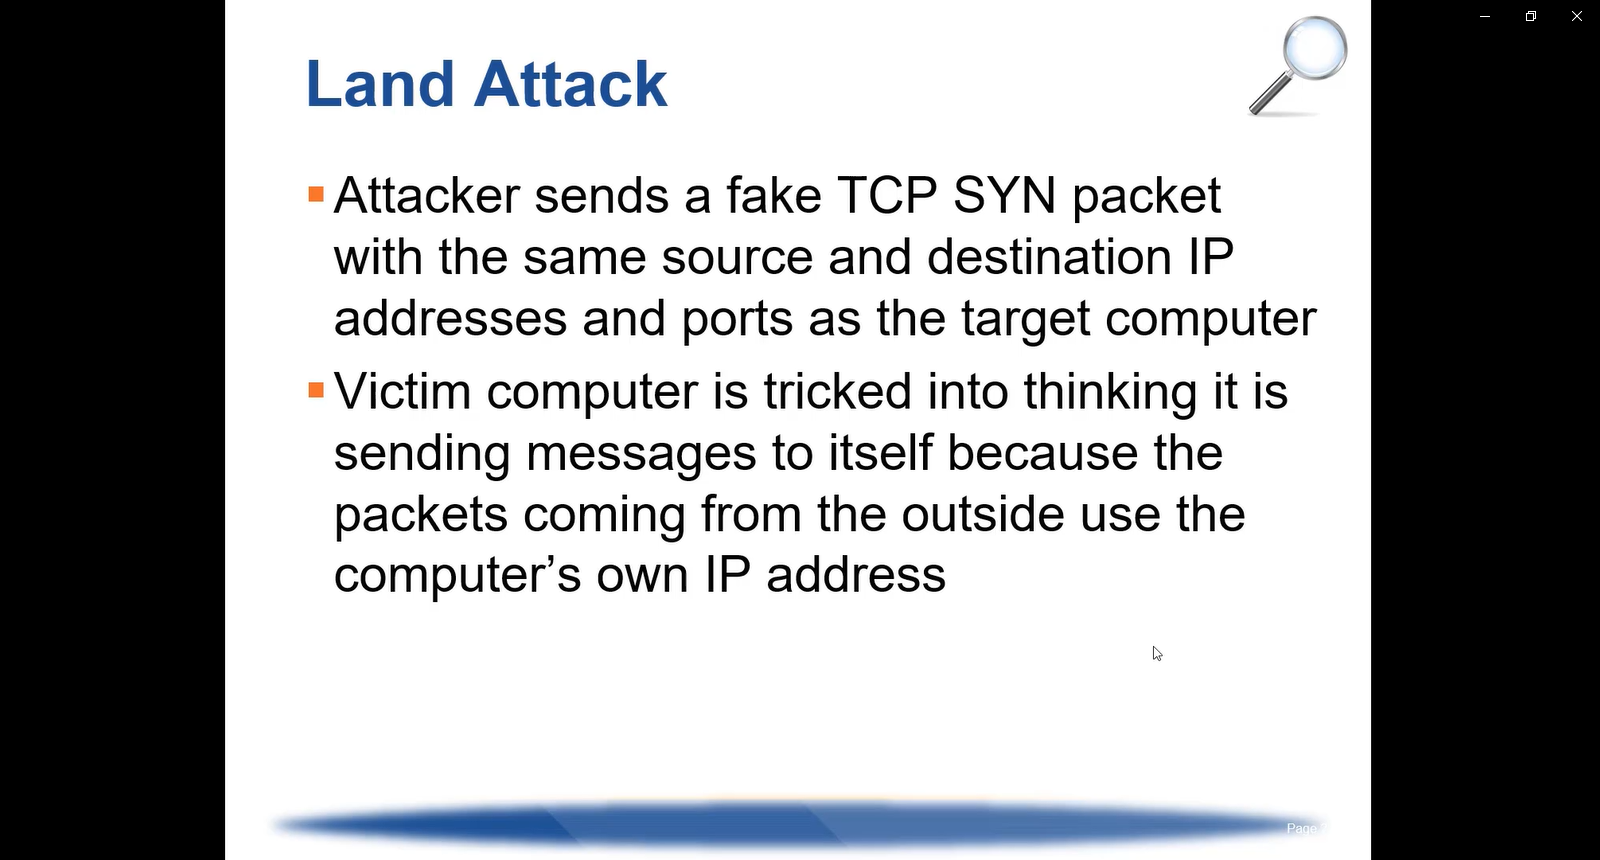 Land Attack
Attacker sends a fake TCP SYN packet
with the same source and destination IP
addresses and ports as the target computer
Victim computer is tricked into thinking it is
sending messages to itself because the
packets coming from the outside use the
computer’s own IP address
Page